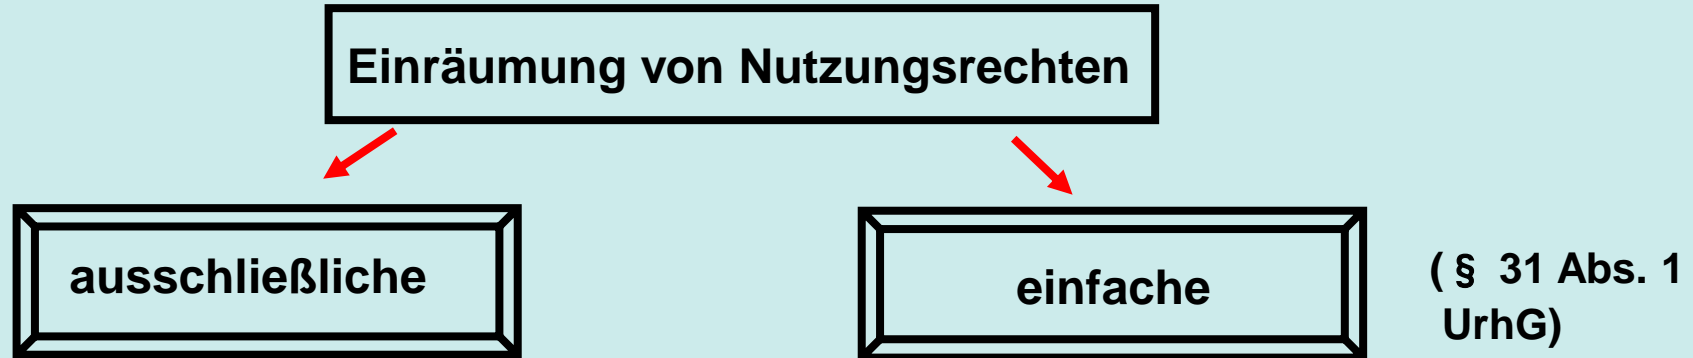 Einräumung von Nutzungsrechten
ausschließliche
einfache
( § 31 Abs. 1
UrhG)